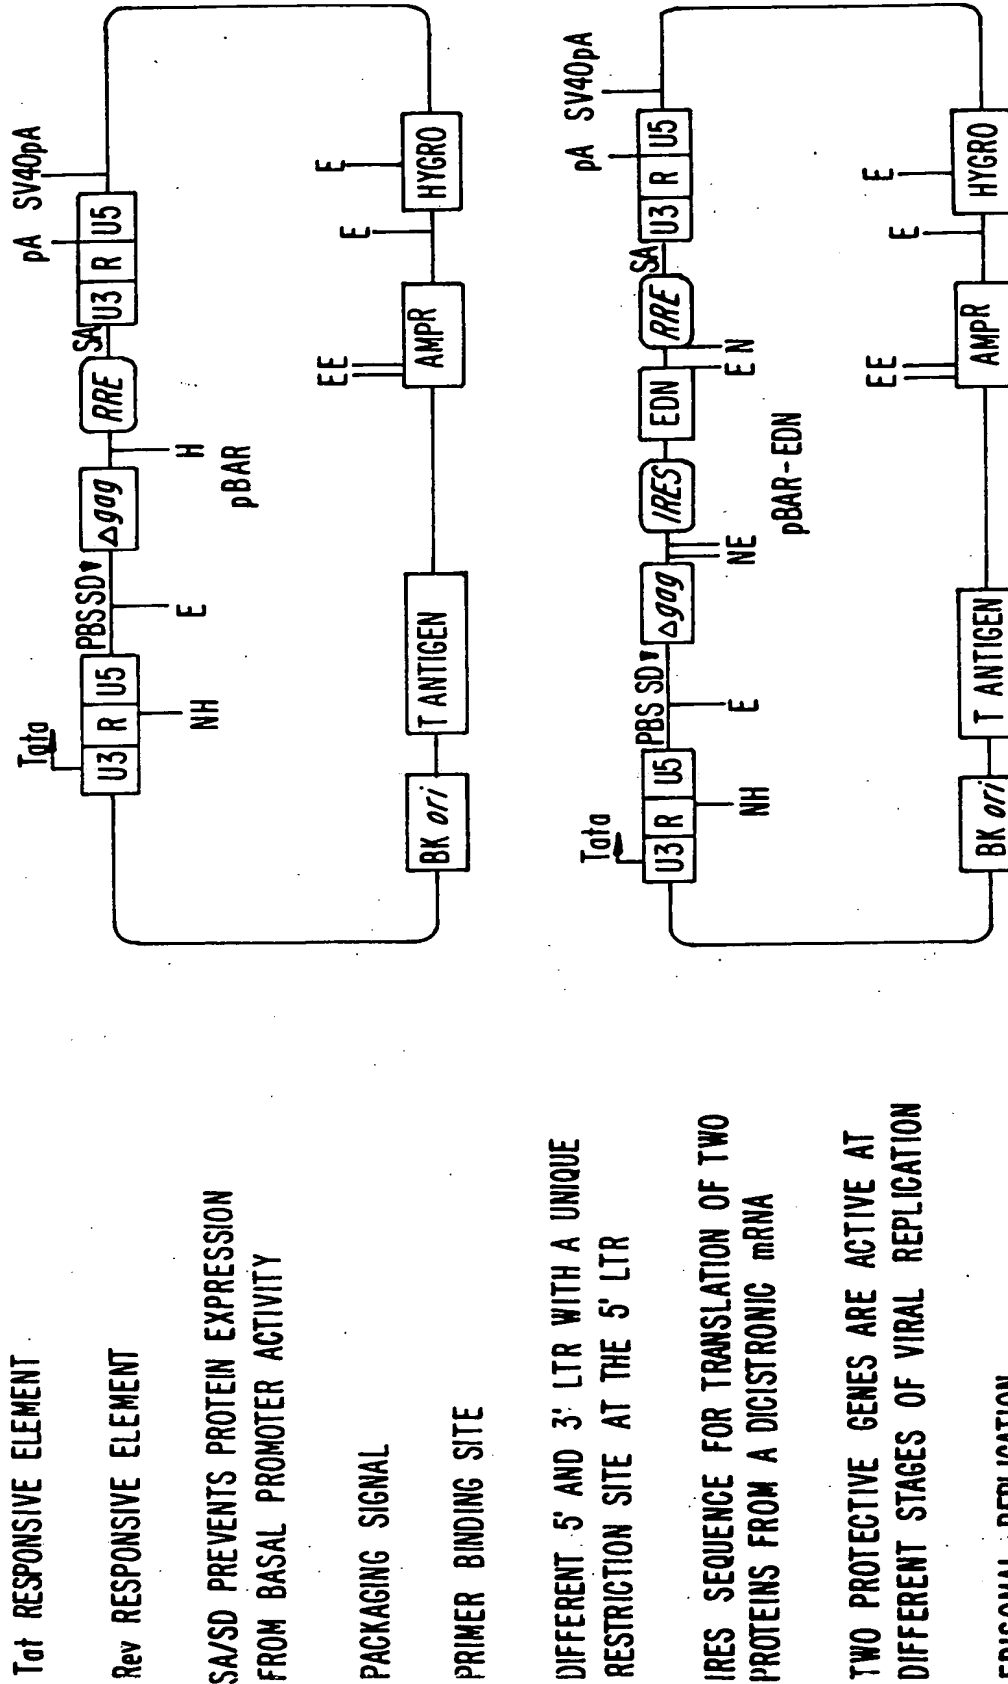 Tat RESPONSIVE ELEMENT
Rev RESPONSIVE ELEMENT
SA/SD PREVENTS PROTEIN EXPRESSION
FROM BASAL PROMOTER ACTIVITY
PACKAGING SIGNAL
PRIMER BINDING SITE
DIFFERENT 5' AND 3' LTR WITH A UNIQUE
RESTRICTION SITE AT THE 5' LTR
IRES SEQUENCE FOR TRANSLATION OF TWO
PROTEINS FROM A DICISTRONIC mRNA
TWO PROTECTIVE GENES ARE ACTIVE AT
DIFFERENT STAGES OF VIRAL REPLICATION
EPISOMAL REPLICATION
Tata pA SV40pA
U3 R U5 PBS SD Δgag RRE SA U3 R U5
NH E H
pBAR
EE E E
BK ori T ANTIGEN AMPR HYGRO
Tata pA SV40pA
U3 R U5 PBS SD Δgag IRES EDN RRE SA U3 R U5
NH E NE E N
pBAR-EDN
EE E E
BK ori T ANTIGEN AMPR HYGRO